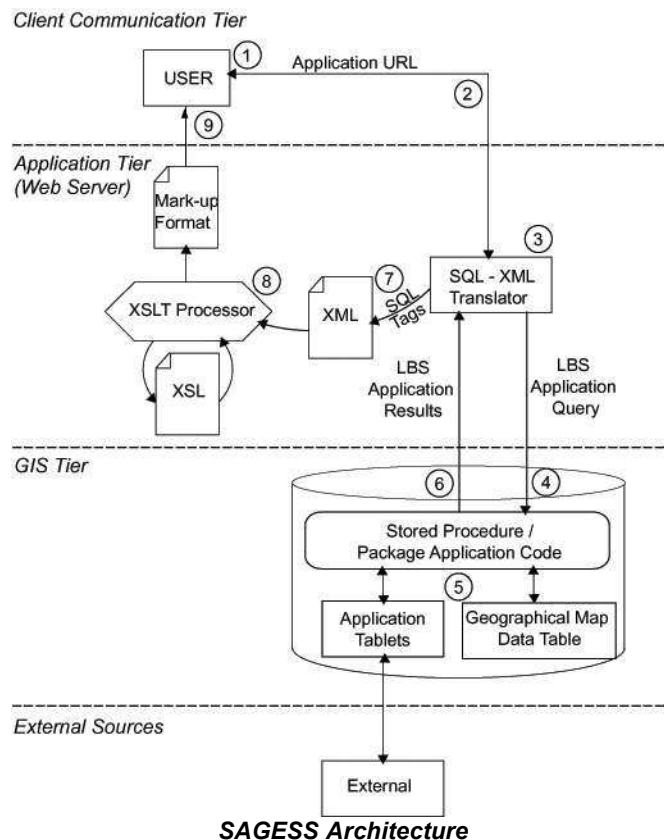 Client Communication Tier
1
USER
Application URL
2
9
Application Tier
(Web Server)
Mark-up
Format
3
SQL - XML
Translator
7
SQL
Tags
XML
8
XSLT Processor
XSL
LBS
Application
Results
LBS
Application
Query
GIS Tier
6
4
Stored Procedure /
Package Application Code
5
Application
Tablets
Geographical Map
Data Table
External Sources
External
SAGESS Architecture